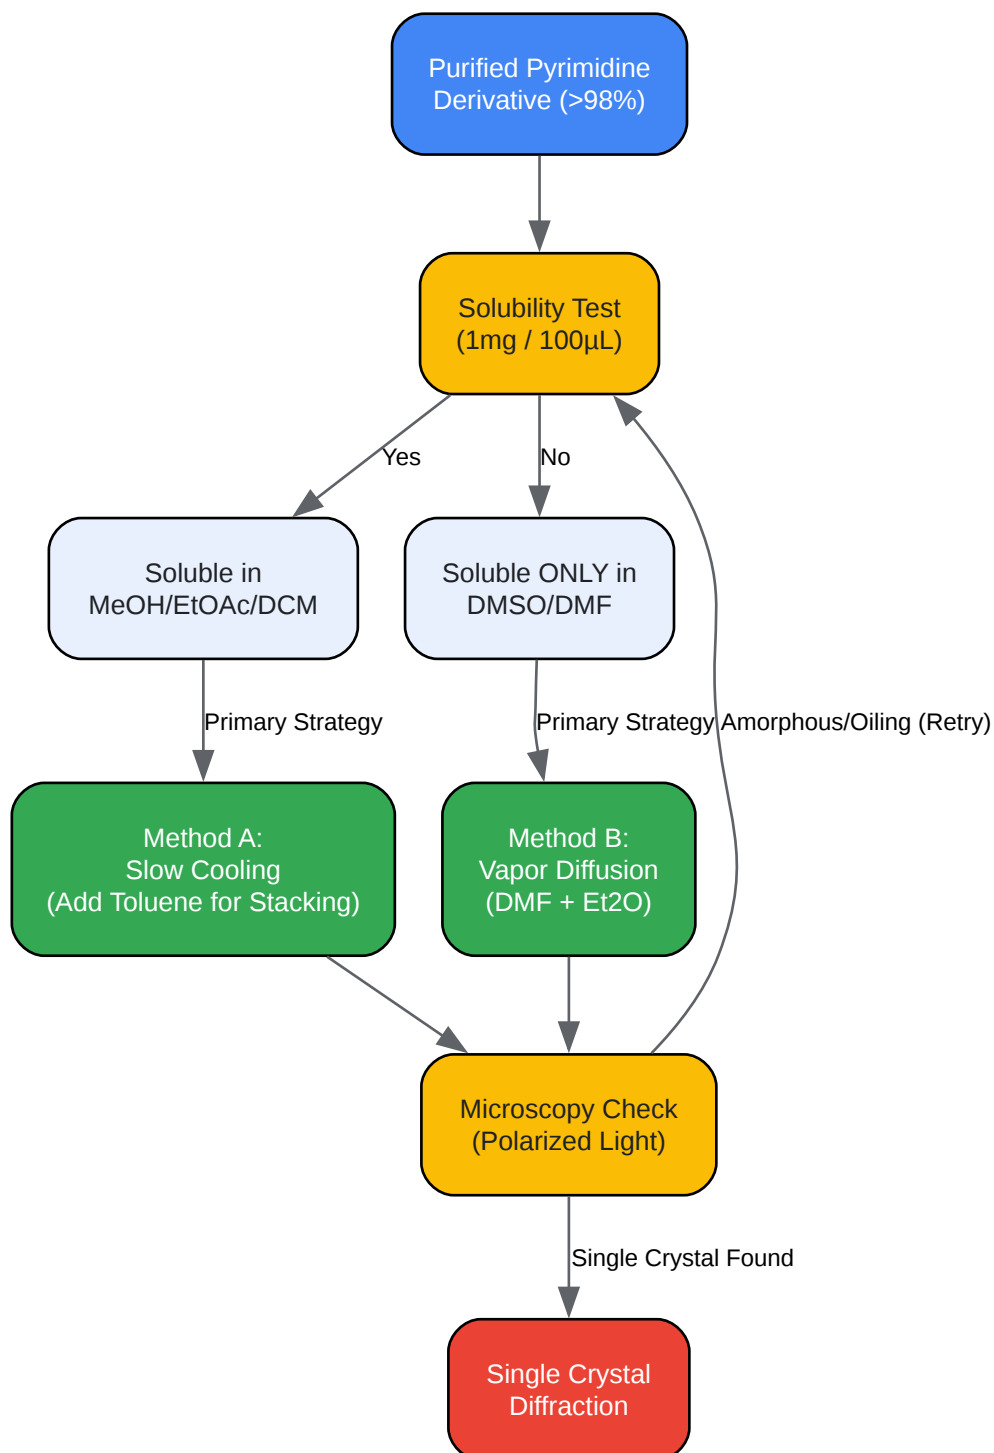 Purified Pyrimidine
Derivative (>98%)
Solubility Test
(1mg / 100µL)
Yes
No
Soluble in
MeOH/EtOAc/DCM
Soluble ONLY in
DMSO/DMF
Primary Strategy
Primary Strategy
Amorphous/Oiling (Retry)
Method A:
Slow Cooling
(Add Toluene for Stacking)
Method B:
Vapor Diffusion
(DMF + Et2O)
Microscopy Check
(Polarized Light)
Single Crystal Found
Single Crystal
Diffraction